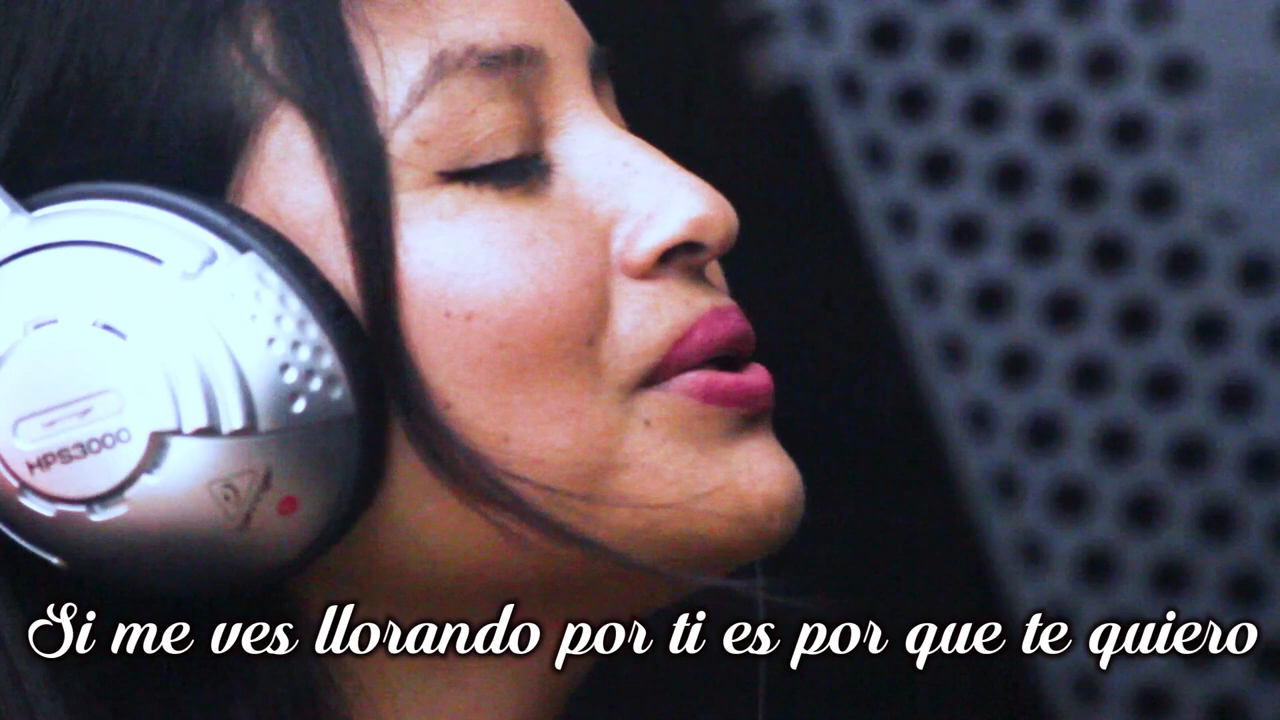 HPS3000
Si me ves llorando por ti es por que te quiero